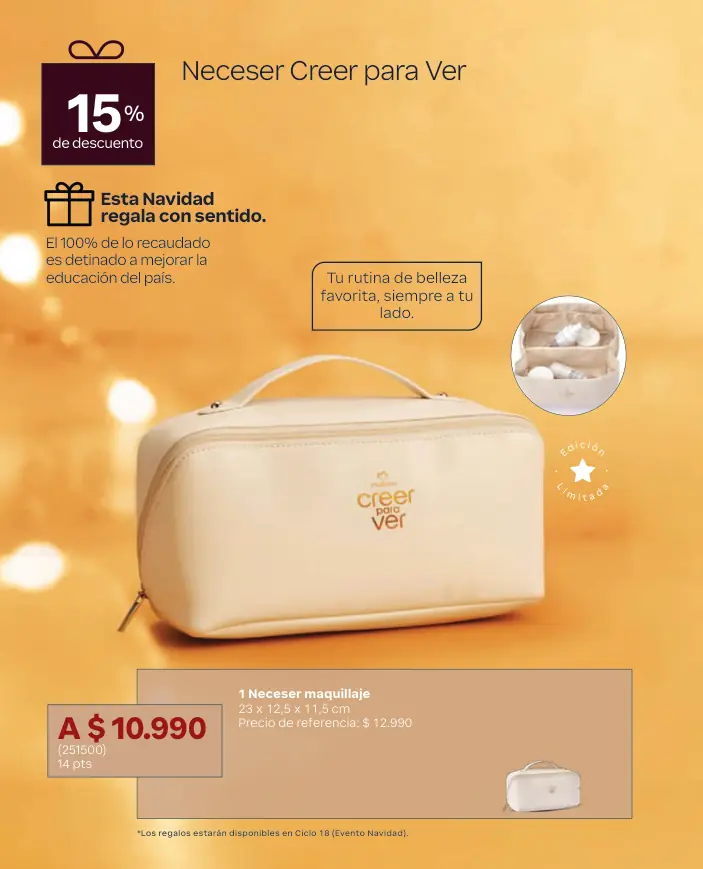 15%
de descuento
Neceser Creer para Ver
Esta Navidad
regala con sentido.
El 100% de lo recaudado
es detinado a mejorar la
educación del país.
Tu rutina de belleza
favorita, siempre a tu
lado.
Edición
Limitada
creer
para
ver
1 Neceser maquillaje
23 x 12,5 x 11,5 cm
Precio de referencia: $ 12.990
A $ 10.990
(251500)
14 pts
*Los regalos estarán disponibles en Ciclo 18 (Evento Navidad).